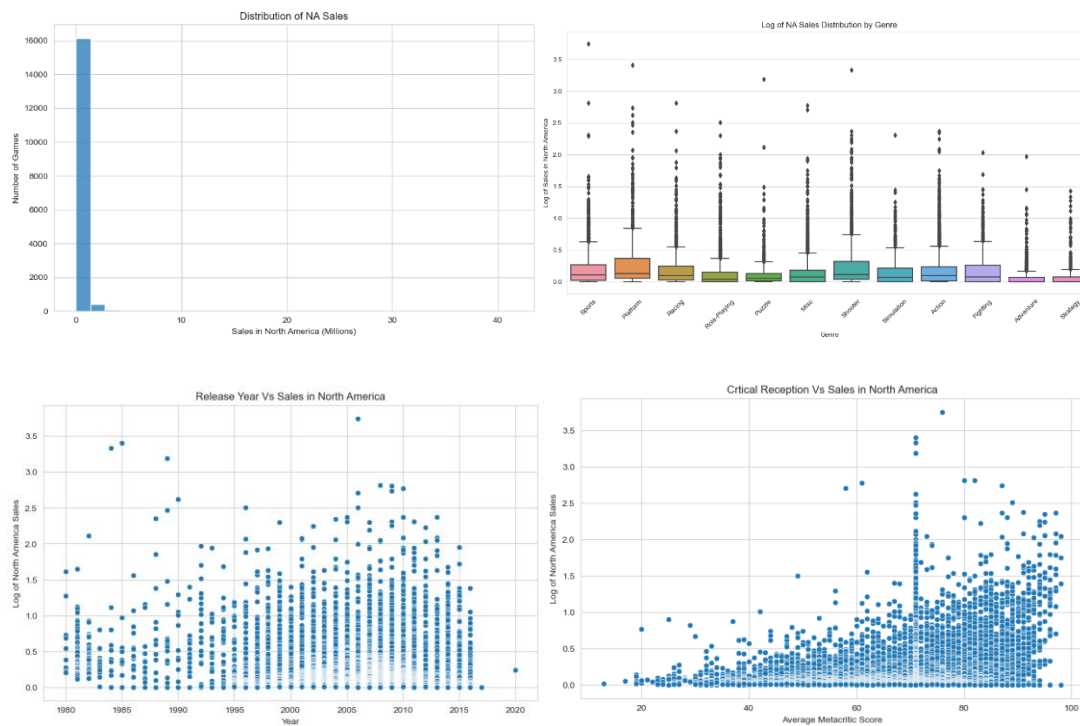 Distribution of NA Sales
16000
14000
12000
10000
8000
6000
4000
2000
0
Number of Games
0 10 20 30 40
Sales in North America (Millions)
Log of NA Sales Distribution by Genre
3.5
3.0
2.5
2.0
1.5
1.0
0.5
0.0
Log of Sales in North America
Sports Platform Racing Role-Playing Puzzle Misc Shooter Simulation Action Fighting Adventure Strategy
Genre
Release Year Vs Sales in North America
3.5
3.0
2.5
2.0
1.5
1.0
0.5
0.0
Log of North America Sales
1980 1985 1990 1995 2000 2005 2010 2015 2020
Year
Crtical Reception Vs Sales in North America
3.5
3.0
2.5
2.0
1.5
1.0
0.5
0.0
Log of North America Sales
20 40 60 80 100
Average Metacritic Score